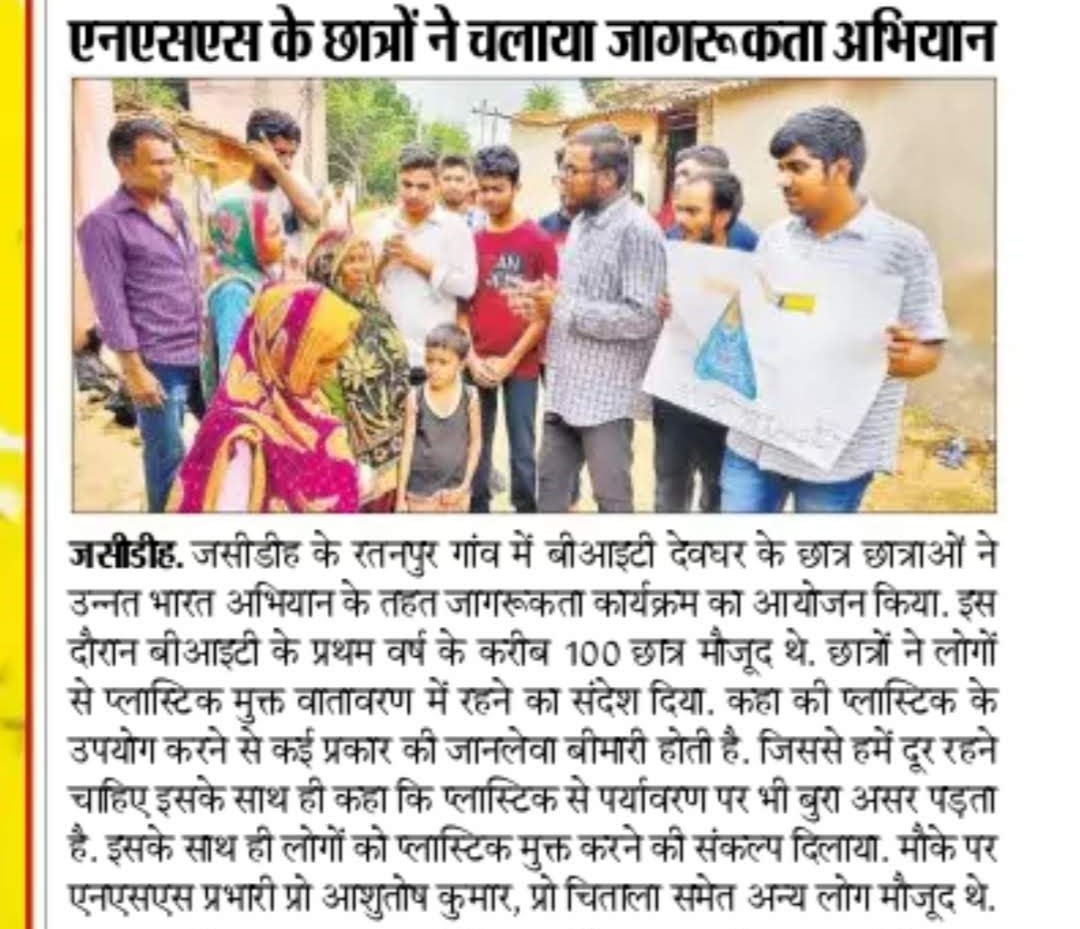 एनएसएस के छात्रों ने चलाया जागरूकता अभियान
AN
जसीडीह. जसीडीह के रतनपुर गांव में बीआइटी देवघर के छात्र छात्राओं ने
उन्नत भारत अभियान के तहत जागरूकता कार्यक्रम का आयोजन किया. इस
दौरान बीआइटी के प्रथम वर्ष के करीब 100 छात्र मौजूद थे. छात्रों ने लोगों
से प्लास्टिक मुक्त वातावरण में रहने का संदेश दिया. कहा की प्लास्टिक के
उपयोग करने से कई प्रकार की जानलेवा बीमारी होती है. जिससे हमें दूर रहने
चाहिए इसके साथ ही कहा कि प्लास्टिक से पर्यावरण पर भी बुरा असर पड़ता
है. इसके साथ ही लोगों को प्लास्टिक मुक्त करने की संकल्प दिलाया. मौके पर
एनएसएस प्रभारी प्रो आशुतोष कुमार, प्रो चिताला समेत अन्य लोग मौजूद थे.